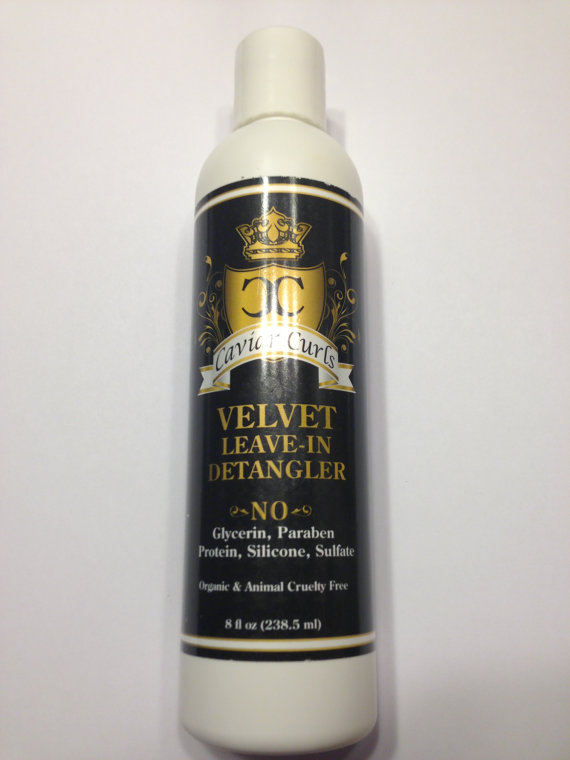 Caviar Curls
VELVET
LEAVE-IN
DETANGLER
NO
Glycerin, Paraben
Protein, Silicone, Sulfate
Organic & Animal Cruelty Free
8 fl oz (238.5 ml)